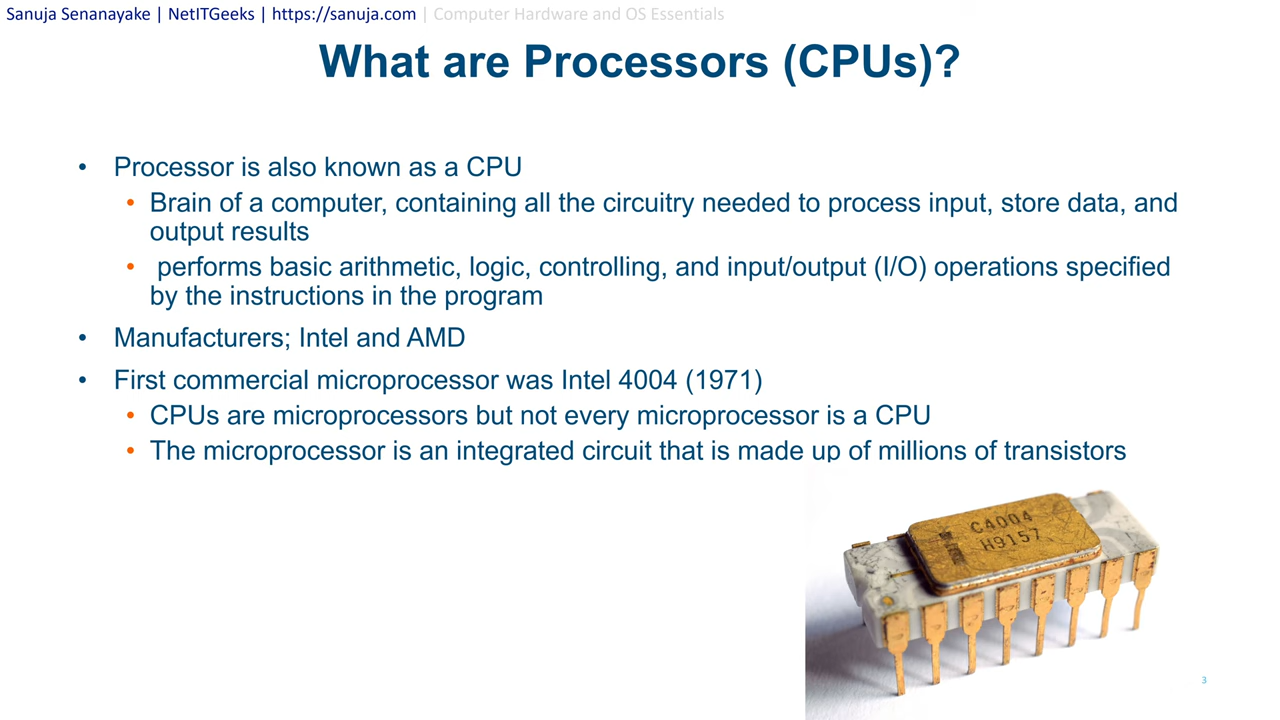 Sanuja Senanayake | NetITGeeks | https://sanuja.com | Computer Hardware and OS Essentials
What are Processors (CPUs)?
• Processor is also known as a CPU
• Brain of a computer, containing all the circuitry needed to process input, store data, and
output results
• performs basic arithmetic, logic, controlling, and input/output (I/O) operations specified
by the instructions in the program
• Manufacturers; Intel and AMD
• First commercial microprocessor was Intel 4004 (1971)
• CPUs are microprocessors but not every microprocessor is a CPU
• The microprocessor is an integrated circuit that is made up of millions of transistors
C4004
H9157
3